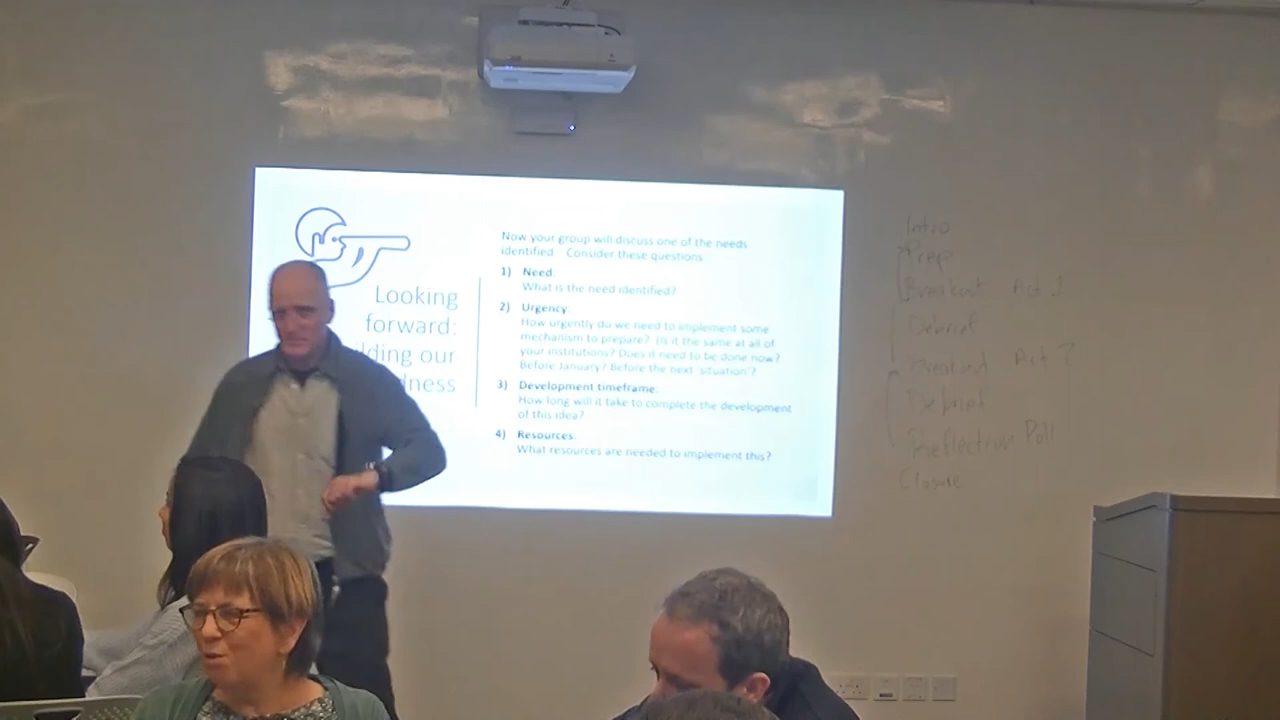 Looking
forward:
lding our
dness
Now your group will discuss one of the needs
identified. Consider these questions
1) Need:
What is the need identified?
2) Urgency:
How urgently do we need to implement some
mechanism to prepare? (Is it the same at all of
your institutions? Does it need to be done now?
Before January? Before the next 'situation'?
3) Development timeframe:
How long will it take to complete the development
of this idea?
4) Resources:
What resources are needed to implement this?
Intro
Prep
Breakout Act 1
Debrief
Breakout Act 2
Debrief
Reflection Poll
Closure